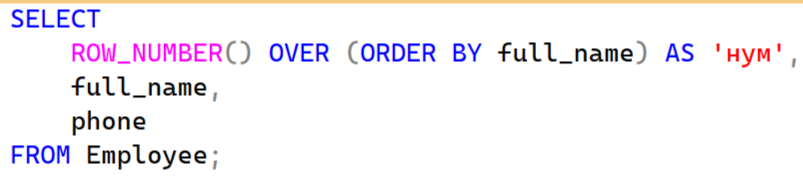 SELECT
    ROW_NUMBER() OVER (ORDER BY full_name) AS 'нум',
    full_name,
    phone
FROM Employee;